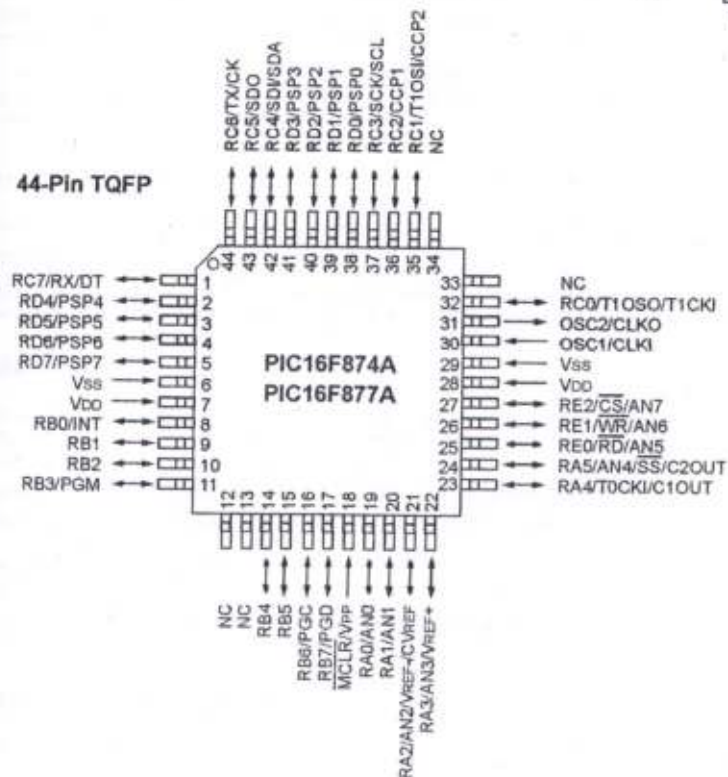 44-Pin TQFP
RC6/TX/CK
RC5/SDO
RC4/SDI/SDA
RD3/PSP3
RD2/PSP2
RD1/PSP1
RD0/PSP0
RC3/SCK/SCL
RC2/CCP1
RC1/T1OSI/CCP2
NC
44
43
42
41
40
39
38
37
36
35
34
RC7/RX/DT 1
RD4/PSP4 2
RD5/PSP5 3
RD6/PSP6 4
RD7/PSP7 5
VSS 6
VDD 7
RB0/INT 8
RB1 9
RB2 10
RB3/PGM 11
PIC16F874A
PIC16F877A
33 NC
32 RC0/T1OSO/T1CKI
31 OSC2/CLKO
30 OSC1/CLKI
29 VSS
28 VDD
27 RE2/CS/AN7
26 RE1/WR/AN6
25 RE0/RD/AN5
24 RA5/AN4/SS/C2OUT
23 RA4/T0CKI/C1OUT
12
13
14
15
16
17
18
19
20
21
22
NC
NC
RB4
RB5
RB6/PGC
RB7/PGD
MCLR/VPP
RA0/AN0
RA1/AN1
RA2/AN2/VREF-/CVREF
RA3/AN3/VREF+